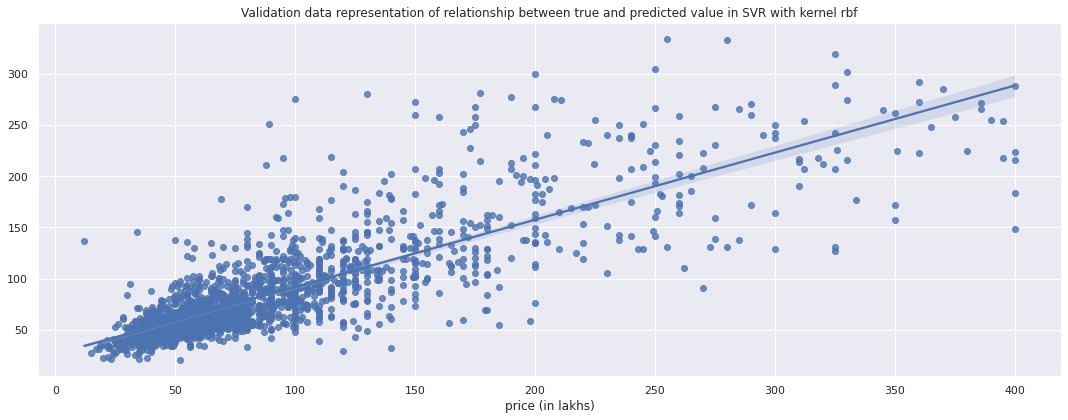 Validation data representation of relationship between true and predicted value in SVR with kernel rbf
300
250
200
150
100
50
0 50 100 150 200 250 300 350 400
price (in lakhs)